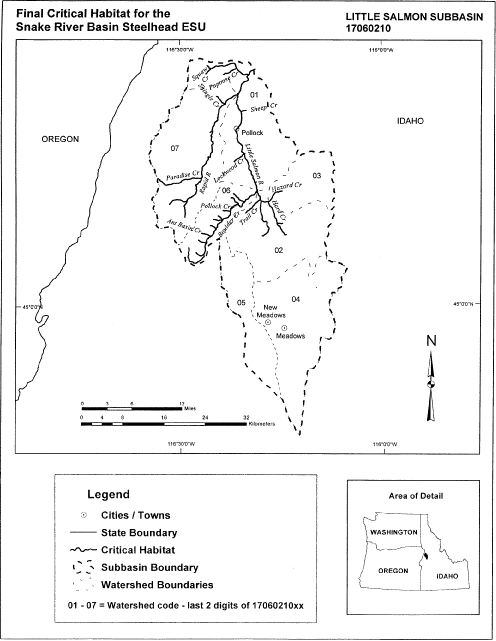 Final Critical Habitat for the
Snake River Basin Steelhead ESU
LITTLE SALMON SUBBASIN
17060210
116°30'0"W
116°0'0"W
OREGON
IDAHO
Squaw Cr
Papoose Cr
Shingle Cr
01
Sheep Cr
Pollock
07
Little Salmon R
Paradise Cr
Rapid R
Lockwood Cr
03
06
Hazard Cr
Hard Cr
Pollock Cr
Boulder Cr
Trail Cr
Ant Basin Cr
02
45°0'0"N
45°0'0"N
05
04
New
Meadows
Meadows
N
0 3 6 12
Miles
0 4 8 16 24 32
Kilometers
116°30'0"W
116°0'0"W
Legend
Cities / Towns
State Boundary
Critical Habitat
Subbasin Boundary
Watershed Boundaries
01 - 07 = Watershed code - last 2 digits of 17060210xx
Area of Detail
WASHINGTON
OREGON
IDAHO